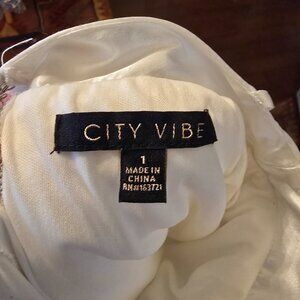 CITY VIBE
1
MADE IN
CHINA
RN#163721